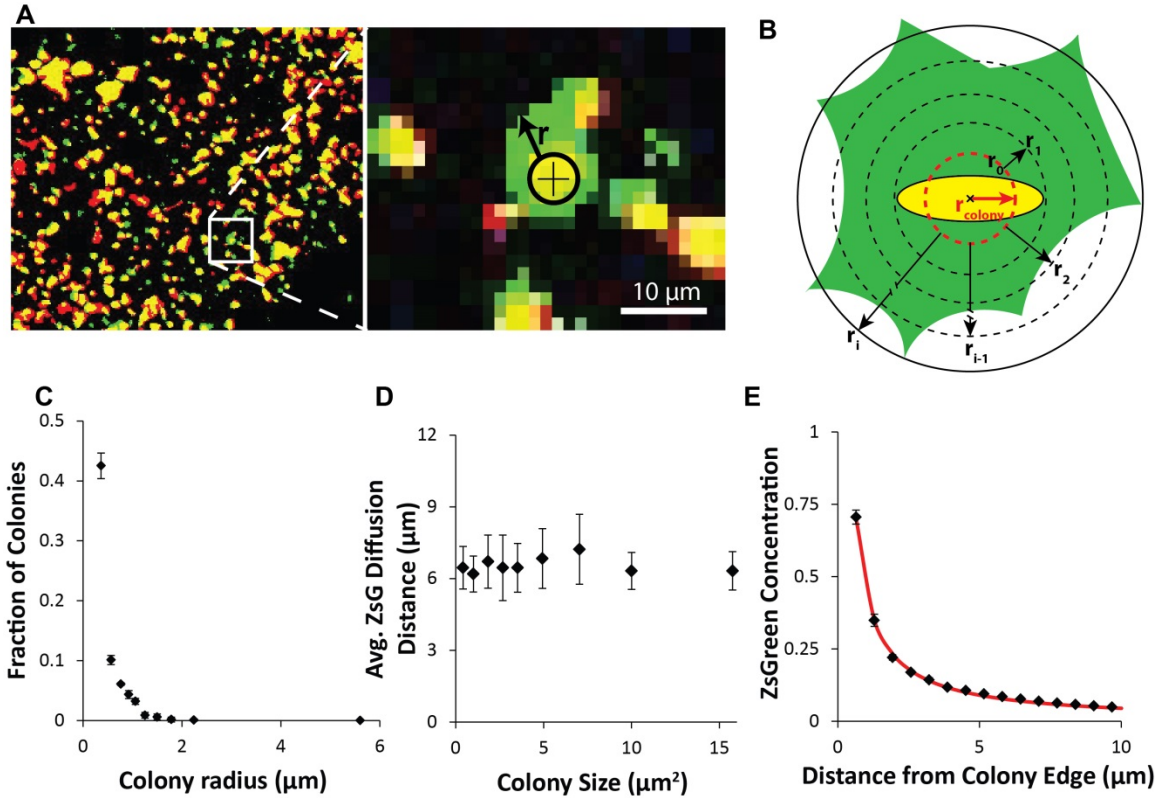 A
r
10 µm
B
r0
r1
rcolony
r2
ri
ri-1
C
Fraction of Colonies
0.5
0.4
0.3
0.2
0.1
0
0 2 4 6
Colony radius (µm)
D
Avg. ZsG Diffusion
Distance (µm)
12
9
6
3
0
0 5 10 15
Colony Size (µm²)
E
ZsGreen Concentration
1
0.75
0.5
0.25
0
0 5 10
Distance from Colony Edge (µm)